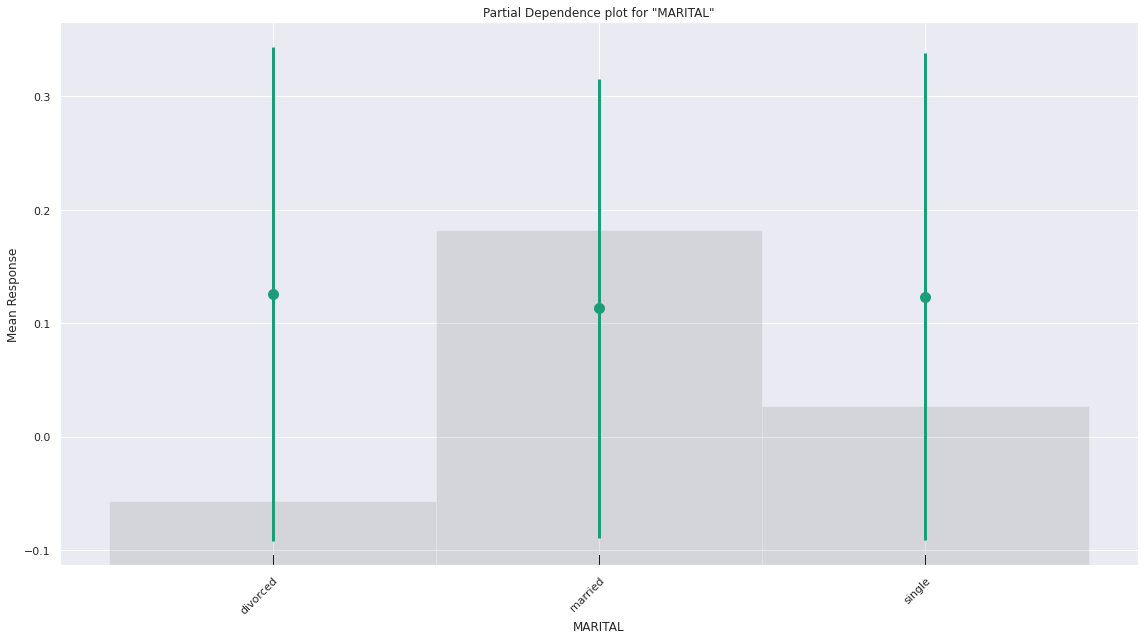 Partial Dependence plot for "MARITAL"
Mean Response
0.3
0.2
0.1
0.0
−0.1
divorced
married
single
MARITAL